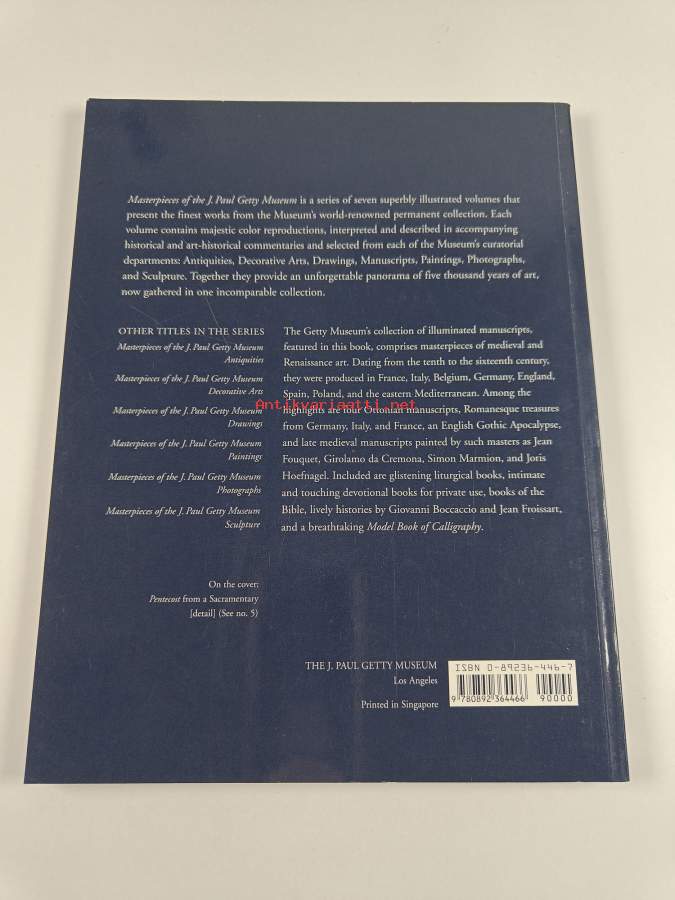 Masterpieces of the J. Paul Getty Museum is a series of seven superbly illustrated volumes that
present the finest works from the Museum's world-renowned permanent collection. Each
volume contains majestic color reproductions, interpreted and described in accompanying
historical and art-historical commentaries and selected from each of the Museum's curatorial
departments: Antiquities, Decorative Arts, Drawings, Manuscripts, Paintings, Photographs,
and Sculpture. Together they provide an unforgettable panorama of five thousand years of art,
now gathered in one incomparable collection.
OTHER TITLES IN THE SERIES
Masterpieces of the J. Paul Getty Museum
Antiquities
Masterpieces of the J. Paul Getty Museum
Decorative Arts
Masterpieces of the J. Paul Getty Museum
Drawings
Masterpieces of the J. Paul Getty Museum
Paintings
Masterpieces of the J. Paul Getty Museum
Photographs
Masterpieces of the J. Paul Getty Museum
Sculpture
The Getty Museum's collection of illuminated manuscripts,
featured in this book, comprises masterpieces of medieval and
Renaissance art. Dating from the tenth to the sixteenth century,
they were produced in France, Italy, Belgium, Germany, England,
Spain, Poland, and the eastern Mediterranean. Among the
highlights are four Ottonian manuscripts, Romanesque treasures
from Germany, Italy, and France, an English Gothic Apocalypse,
and late medieval manuscripts painted by such masters as Jean
Fouquet, Girolamo da Cremona, Simon Marmion, and Joris
Hoefnagel. Included are glistening liturgical books, intimate
and touching devotional books for private use, books of the
Bible, lively histories by Giovanni Boccaccio and Jean Froissart,
and a breathtaking Model Book of Calligraphy.
Antikvariaatti.net
On the cover:
Pentecost from a Sacramentary
[detail] (See no. 5)
THE J. PAUL GETTY MUSEUM
Los Angeles
Printed in Singapore
ISBN 0-89236-446-7
9 780892 364466
90000